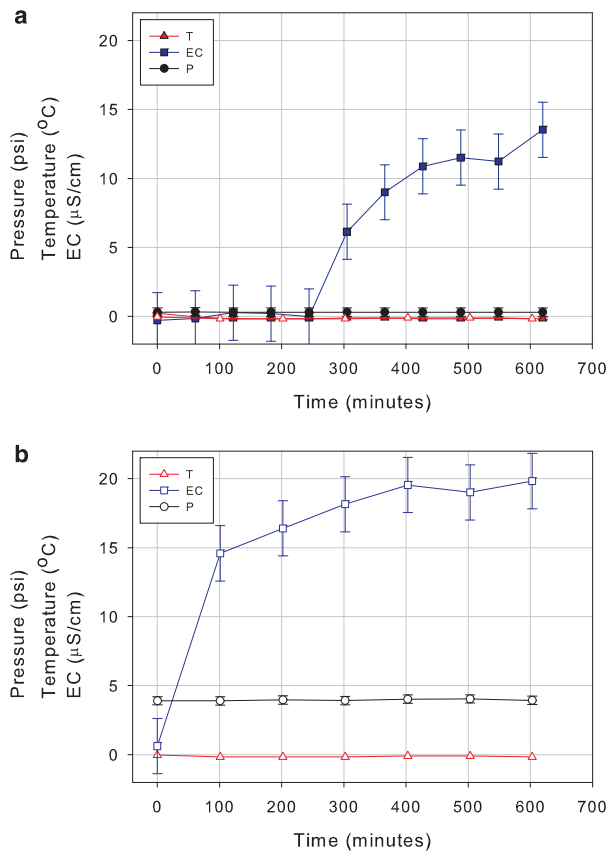 a
T
EC
P
20
15
10
5
0
Pressure (psi)
Temperature (°C)
EC (μS/cm)
0 100 200 300 400 500 600 700
Time (minutes)
b
T
EC
P
20
15
10
5
0
Pressure (psi)
Temperature (°C)
EC (μS/cm)
0 100 200 300 400 500 600 700
Time (minutes)